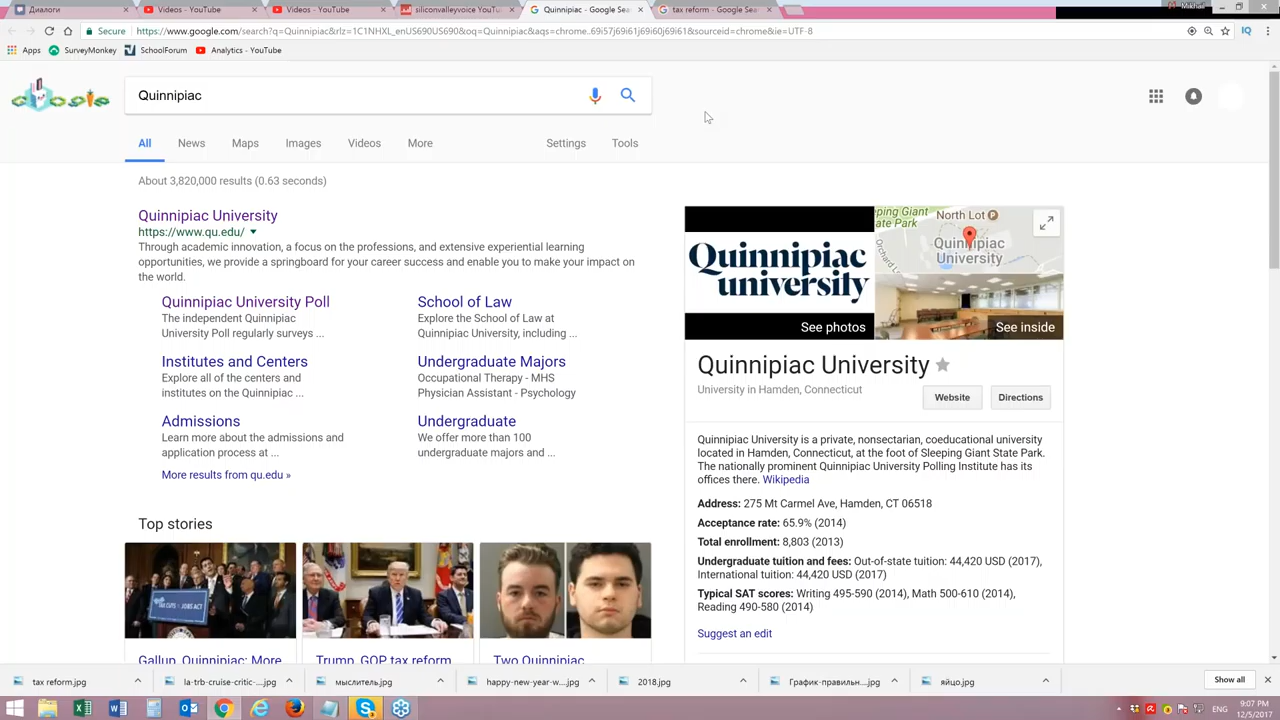 Диалоги
Videos - YouTube
Videos - YouTube
siliconvalleyvoice YouTu
Quinnipiac - Google Sea
tax reform - Google Sea
Mikhail
Secure
https://www.google.com/search?q=Quinnipiac&rlz=1C1NHXL_enUS690US690&oq=Quinnipiac&aqs=chrome..69i57j69i61j69i60j69i61&sourceid=chrome&ie=UTF-8
IQ
Apps
SurveyMonkey
SchoolForum
Analytics - YouTube
Quinnipiac
All
News
Maps
Images
Videos
More
Settings
Tools
About 3,820,000 results (0.63 seconds)
Quinnipiac University
https://www.qu.edu/
Through academic innovation, a focus on the professions, and extensive experiential learning
opportunities, we provide a springboard for your career success and enable you to make your impact on
the world.
Quinnipiac University Poll
The independent Quinnipiac
University Poll regularly surveys ...
School of Law
Explore the School of Law at
Quinnipiac University, including ...
Institutes and Centers
Explore all of the centers and
institutes on the Quinnipiac ...
Undergraduate Majors
Occupational Therapy - MHS
Physician Assistant - Psychology
Admissions
Learn more about the admissions and
application process at ...
Undergraduate
We offer more than 100
undergraduate majors and ...
More results from qu.edu »
Top stories
TAX CUTS & JOBS ACT
Gallup, Quinnipiac: More
Trump, GOP tax reform
Two Quinnipiac
Quinnipiac
university
See photos
eping Giant
State Park
North Lot P
Orchard L
Quinnipiac
University
See inside
Quinnipiac University
University in Hamden, Connecticut
Website
Directions
Quinnipiac University is a private, nonsectarian, coeducational university
located in Hamden, Connecticut, at the foot of Sleeping Giant State Park.
The nationally prominent Quinnipiac University Polling Institute has its
offices there. Wikipedia
Address: 275 Mt Carmel Ave, Hamden, CT 06518
Acceptance rate: 65.9% (2014)
Total enrollment: 8,803 (2013)
Undergraduate tuition and fees: Out-of-state tuition: 44,420 USD (2017),
International tuition: 44,420 USD (2017)
Typical SAT scores: Writing 495-590 (2014), Math 500-610 (2014),
Reading 490-580 (2014)
Suggest an edit
tax reform.jpg
la-trb-cruise-critic-....jpg
мыслитель.jpg
happy-new-year-w....jpg
2018.jpg
График-правильн....jpg
яйцо.jpg
Show all
ENG
9:07 PM
12/5/2017